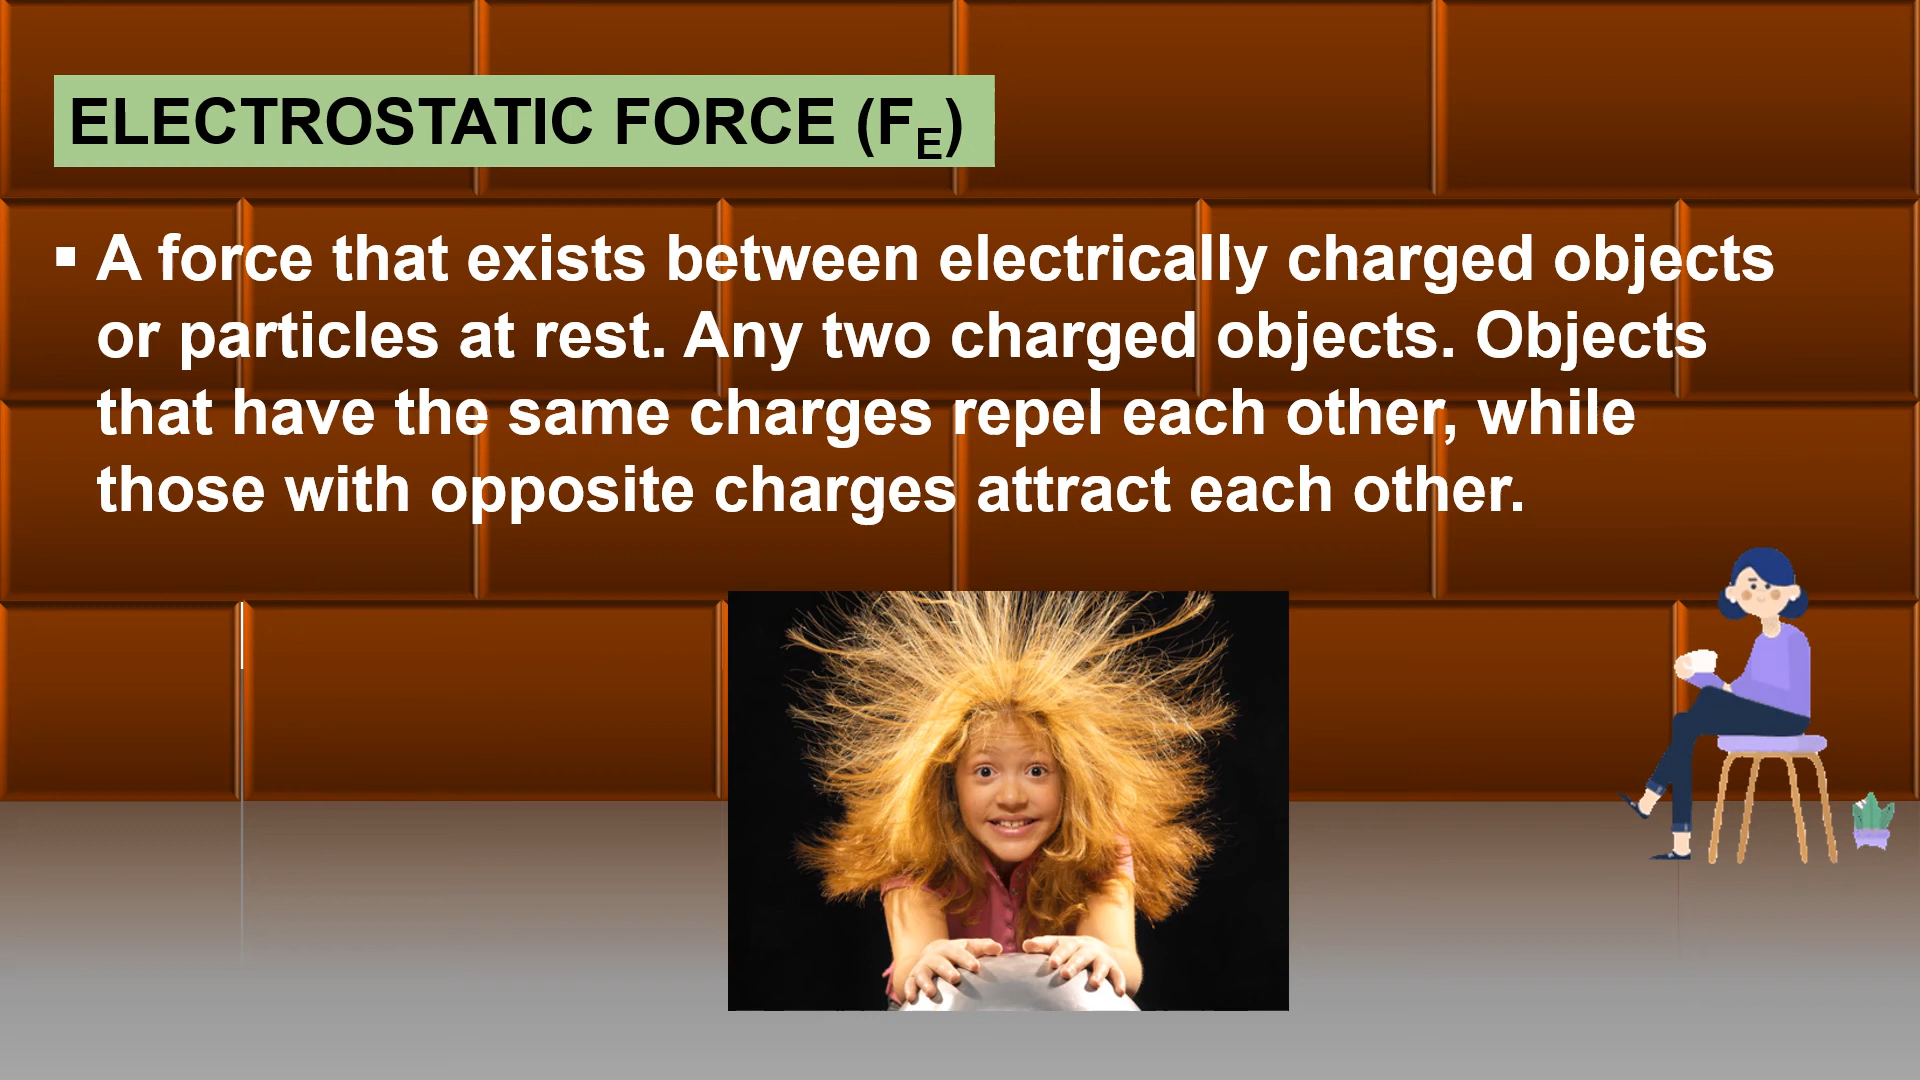 ELECTROSTATIC FORCE (FE)
▪ A force that exists between electrically charged objects
or particles at rest. Any two charged objects. Objects
that have the same charges repel each other, while
those with opposite charges attract each other.